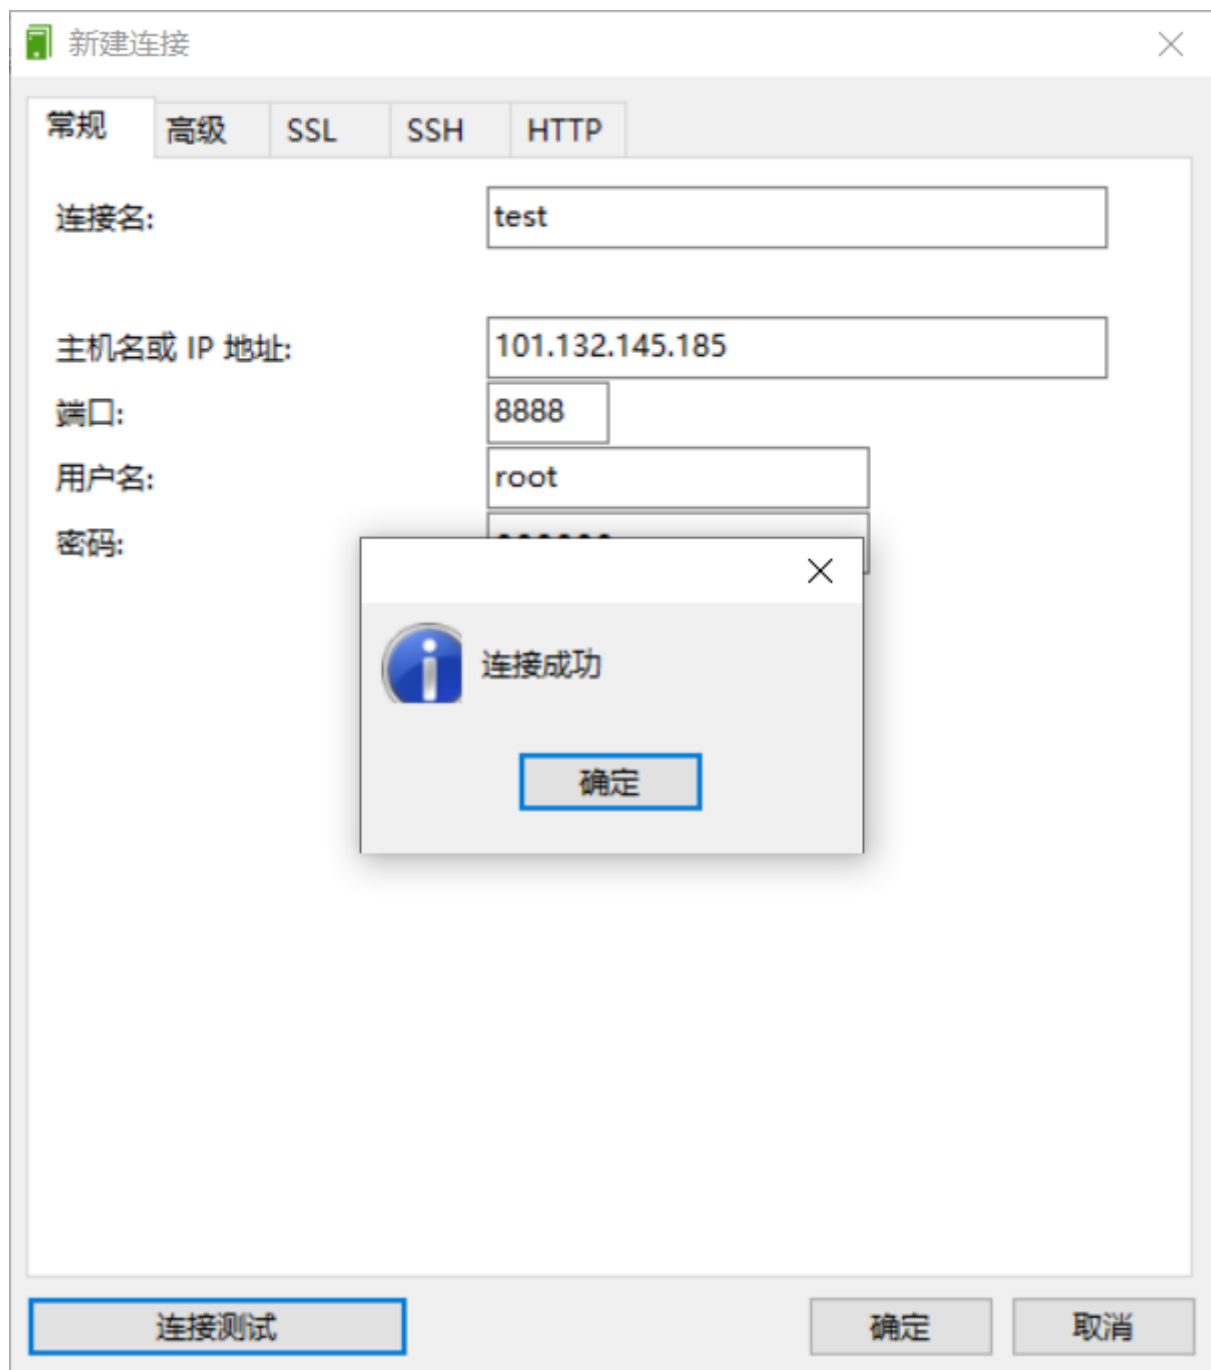 新建连接
常规 高级 SSL SSH HTTP
连接名: test
主机名或 IP 地址: 101.132.145.185
端口: 8888
用户名: root
密码:
连接成功
确定
连接测试 确定 取消